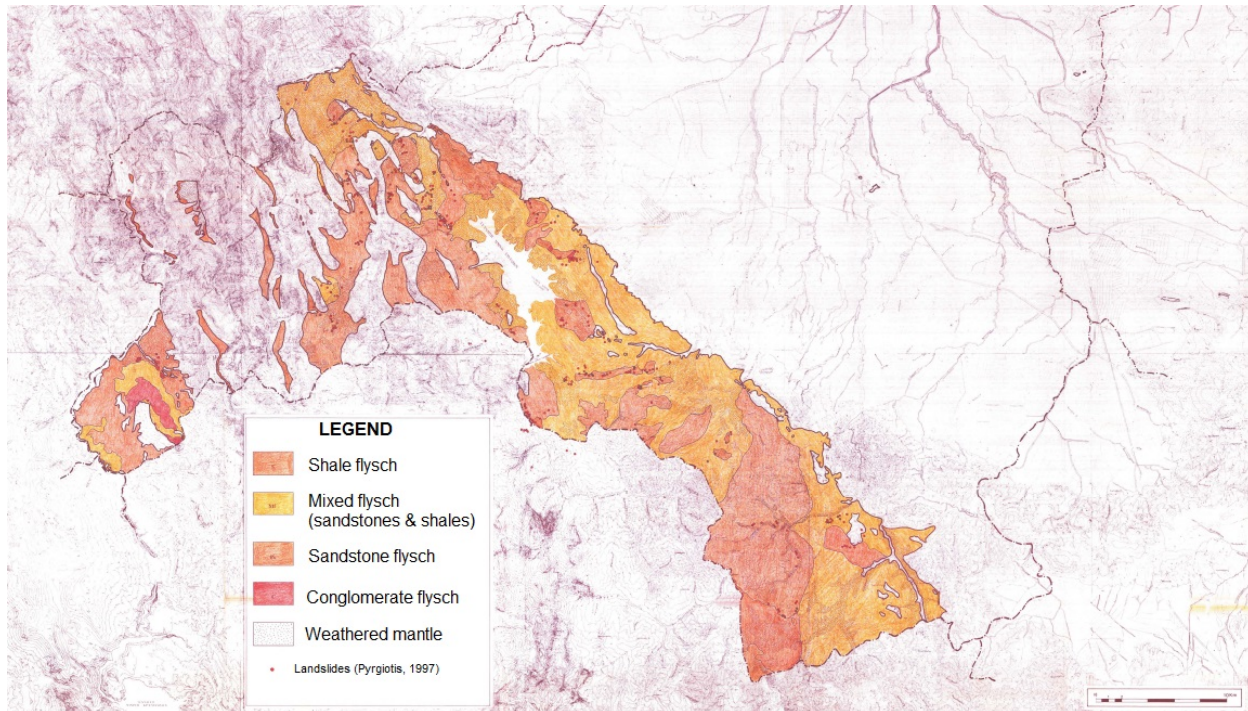 LEGEND
Shale flysch
Mixed flysch
(sandstones & shales)
Sandstone flysch
Conglomerate flysch
Weathered mantle
Landslides (Pyrgiotis, 1997)